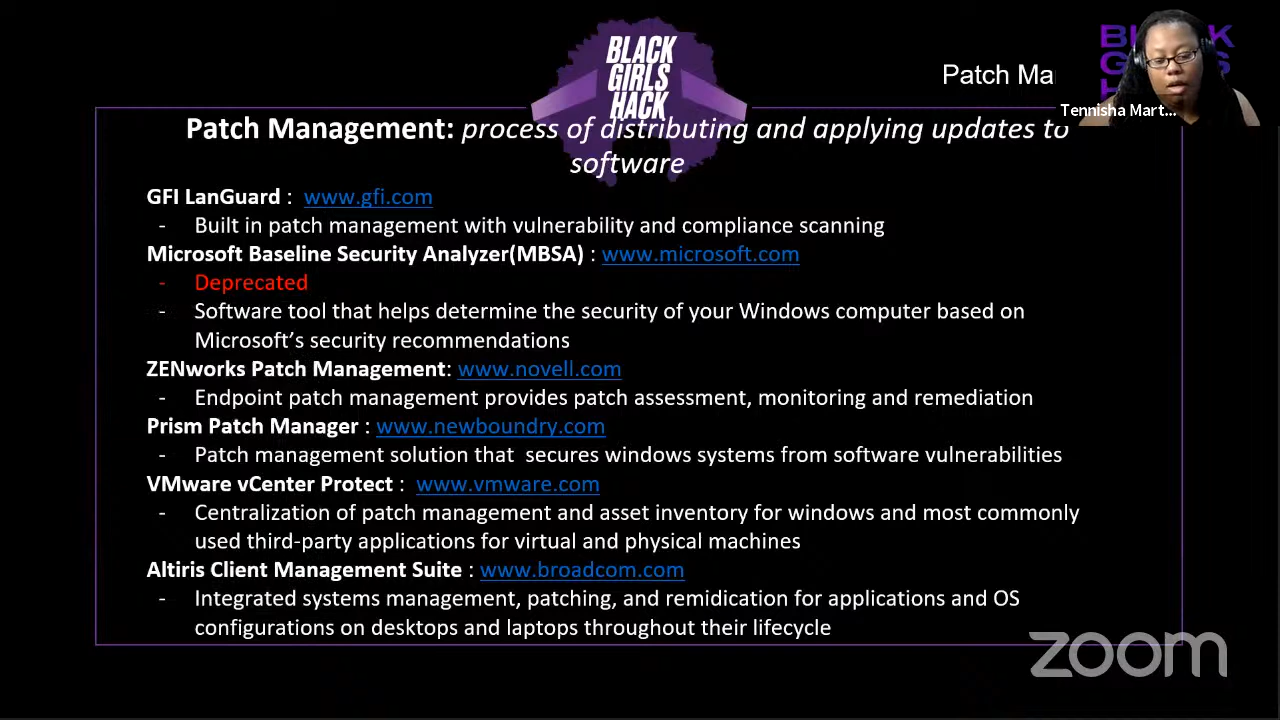 BLACK
GIRLS
HACK
Patch Ma
Tennisha Mart...
Patch Management: process of distributing and applying updates to
software
GFI LanGuard : www.gfi.com
- Built in patch management with vulnerability and compliance scanning
Microsoft Baseline Security Analyzer(MBSA) : www.microsoft.com
- Deprecated
- Software tool that helps determine the security of your Windows computer based on
Microsoft's security recommendations
ZENworks Patch Management: www.novell.com
- Endpoint patch management provides patch assessment, monitoring and remediation
Prism Patch Manager : www.newboundry.com
- Patch management solution that secures windows systems from software vulnerabilities
VMware vCenter Protect : www.vmware.com
- Centralization of patch management and asset inventory for windows and most commonly
used third-party applications for virtual and physical machines
Altiris Client Management Suite : www.broadcom.com
- Integrated systems management, patching, and remidication for applications and OS
configurations on desktops and laptops throughout their lifecycle
zoom